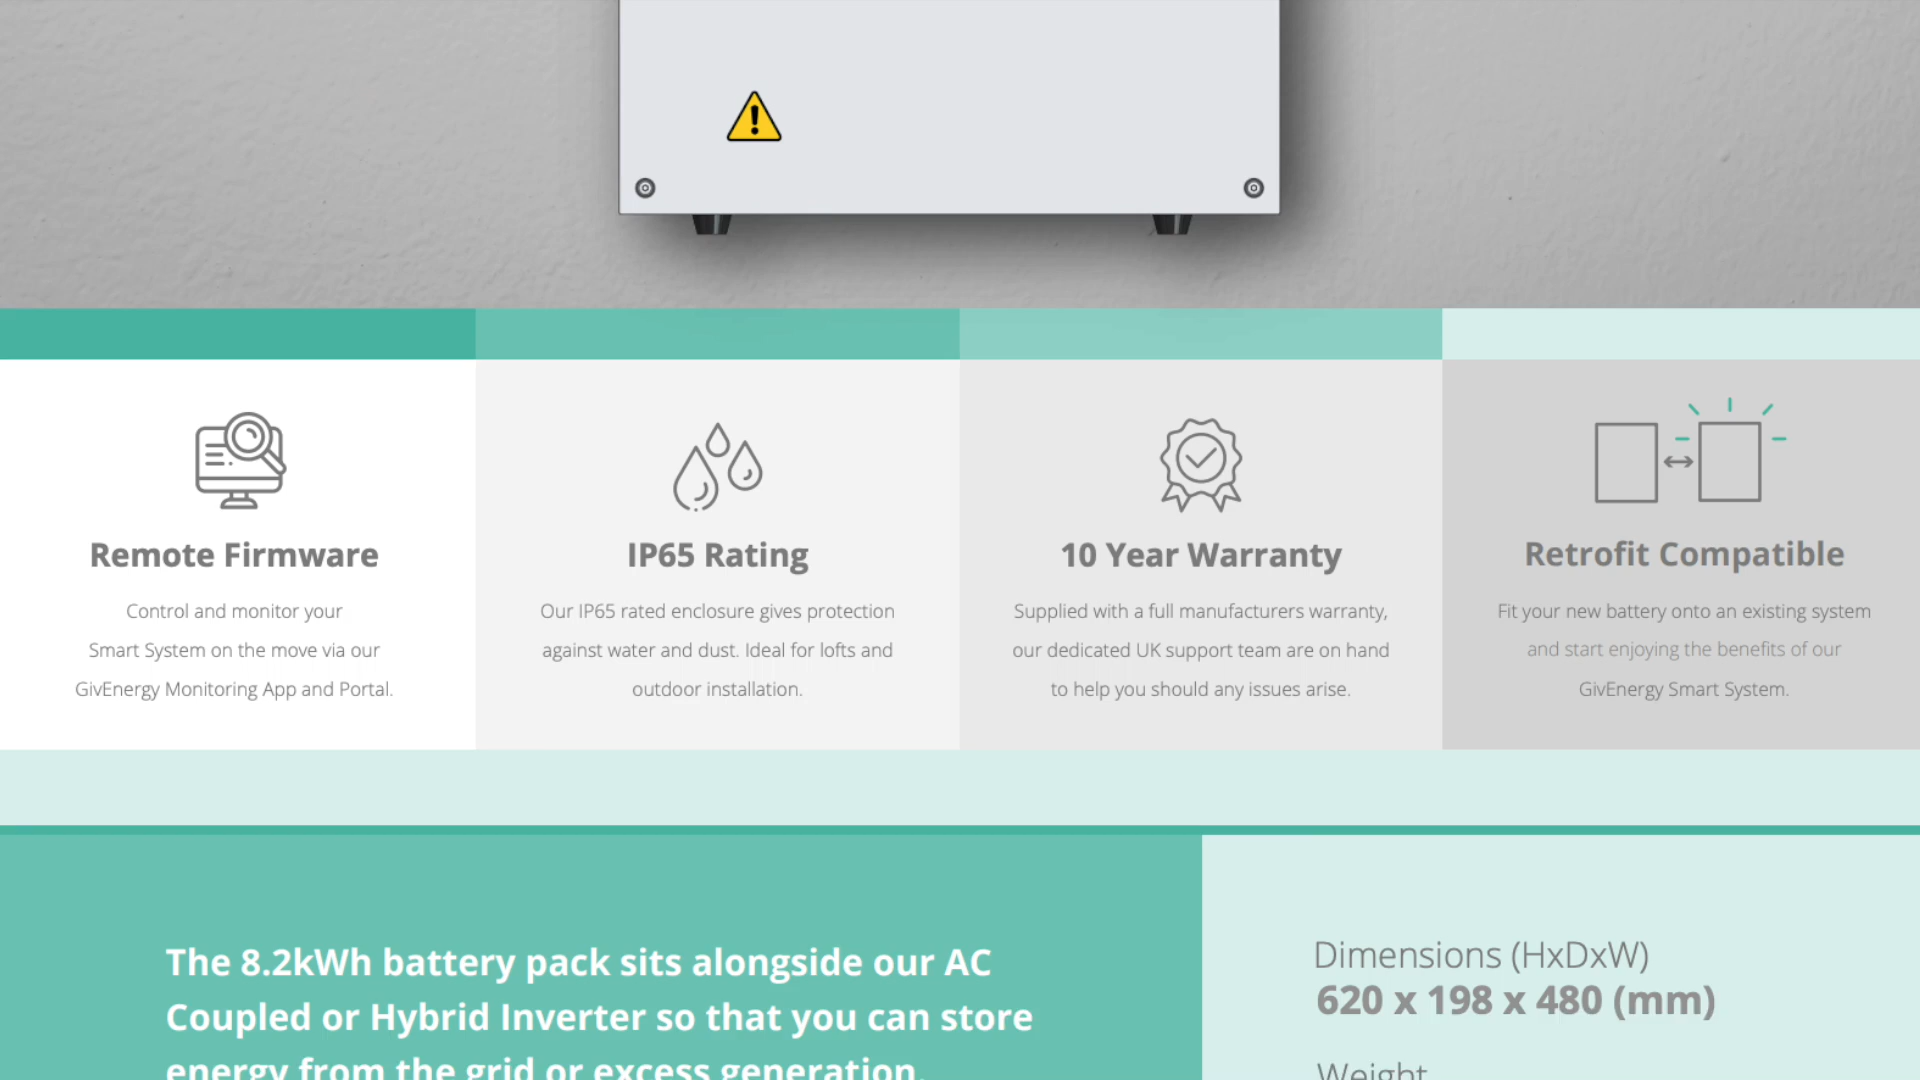 Remote Firmware
Control and monitor your
Smart System on the move via our
GivEnergy Monitoring App and Portal.
IP65 Rating
Our IP65 rated enclosure gives protection
against water and dust. Ideal for lofts and
outdoor installation.
10 Year Warranty
Supplied with a full manufacturers warranty,
our dedicated UK support team are on hand
to help you should any issues arise.
Retrofit Compatible
Fit your new battery onto an existing system
and start enjoying the benefits of our
GivEnergy Smart System.
The 8.2kWh battery pack sits alongside our AC
Coupled or Hybrid Inverter so that you can store
energy from the grid or excess generation.
Dimensions (HxDxW)
620 x 198 x 480 (mm)
Weight